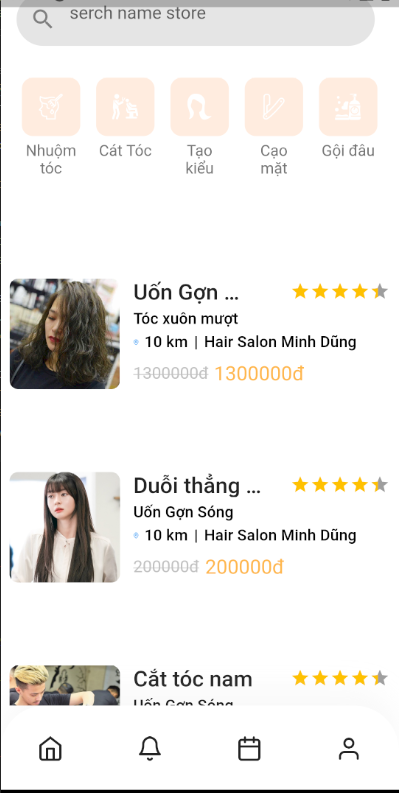 serch name store
Nhuộm
tóc
Cát Tóc
Tạo
kiểu
Cạo
mặt
Gội đâu
Uốn Gợn ...
Tóc xuôn mượt
10 km | Hair Salon Minh Dũng
1300000đ 1300000đ
Duỗi thẳng ...
Uốn Gợn Sóng
10 km | Hair Salon Minh Dũng
200000đ 200000đ
Cắt tóc nam
Uốn Gợn Sóng